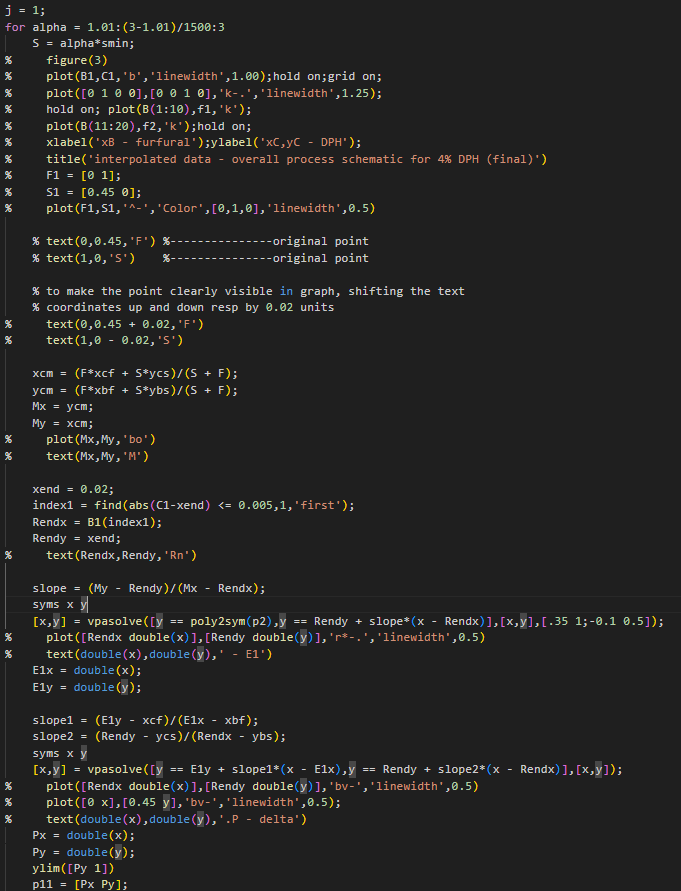 j = 1;
for alpha = 1.01:(3-1.01)/1500:3
    S = alpha*smin;
%     figure(3)
%     plot(B1,C1,'b','linewidth',1.00);hold on;grid on;
%     plot([0 1 0 0],[0 0 1 0],'k-.','linewidth',1.25);
%     hold on; plot(B(1:10),f1,'k');
%     plot(B(11:20),f2,'k');hold on;
%     xlabel('xB - furfural');ylabel('xC,yC - DPH');
%     title('interpolated data - overall process schematic for 4% DPH (final)')
%     F1 = [0 1];
%     S1 = [0.45 0];
%     plot(F1,S1,'^-','Color',[0,1,0],'linewidth',0.5)
    % text(0,0.45,'F') %---------------original point
    % text(1,0,'S')    %---------------original point
    % to make the point clearly visible in graph, shifting the text
    % coordinates up and down resp by 0.02 units
%     text(0,0.45 + 0.02,'F')
%     text(1,0 - 0.02,'S')
    xcm = (F*xcf + S*ycs)/(S + F);
    ycm = (F*xbf + S*ybs)/(S + F);
    Mx = ycm;
    My = xcm;
%     plot(Mx,My,'bo')
%     text(Mx,My,'M')
    xend = 0.02;
    index1 = find(abs(C1-xend) <= 0.005,1,'first');
    Rendx = B1(index1);
    Rendy = xend;
%     text(Rendx,Rendy,'Rn')
    slope = (My - Rendy)/(Mx - Rendx);
    syms x y
    [x,y] = vpasolve([y == poly2sym(p2),y == Rendy + slope*(x - Rendx)],[x,y],[.35 1;-0.1 0.5]);
%     plot([Rendx double(x)],[Rendy double(y)],'r*-.','linewidth',0.5)
%     text(double(x),double(y),' - E1')
    E1x = double(x);
    E1y = double(y);
    slope1 = (E1y - xcf)/(E1x - xbf);
    slope2 = (Rendy - ycs)/(Rendx - ybs);
    syms x y
    [x,y] = vpasolve([y == E1y + slope1*(x - E1x),y == Rendy + slope2*(x - Rendx)],[x,y]);
%     plot([Rendx double(x)],[Rendy double(y)],'bv-','linewidth',0.5)
%     plot([0 x],[0.45 y],'bv-','linewidth',0.5);
%     text(double(x),double(y),'.P - delta')
    Px = double(x);
    Py = double(y);
    ylim([Py 1])
    p11 = [Px Py];